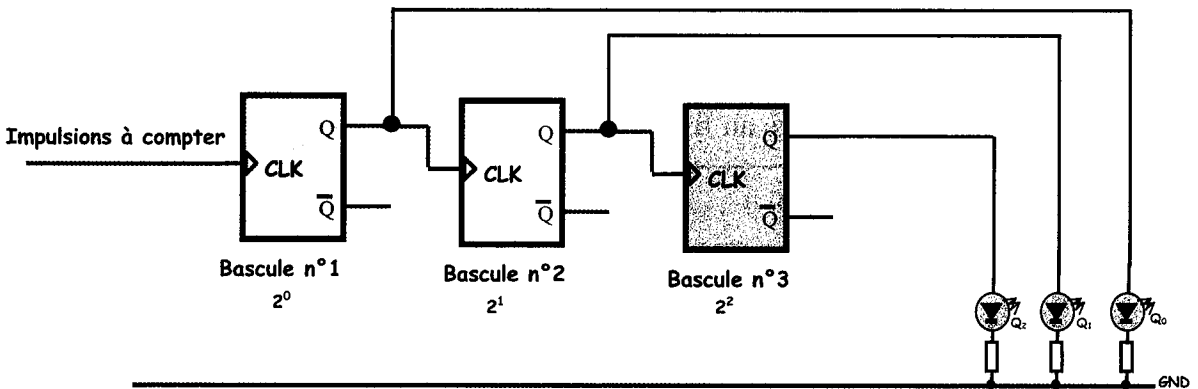 Impulsions à compter
Q
CLK
Q̅
Bascule n°1
2⁰
Q
CLK
Q̅
Bascule n°2
2¹
Q
CLK
Q̅
Bascule n°3
2²
Q₂
Q₁
Q₀
GND